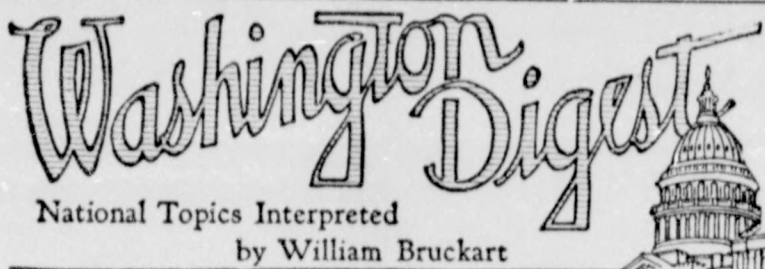 Washington
Digest
National Topics Interpreted
by William Bruckart